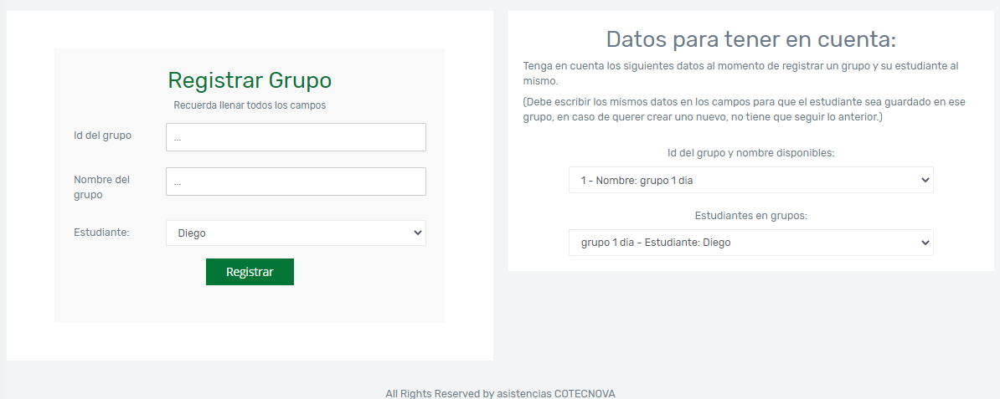 Registrar Grupo
Recuerda llenar todos los campos
Id del grupo
...
Nombre del
grupo
...
Estudiante:
Diego
Registrar
Datos para tener en cuenta:
Tenga en cuenta los siguientes datos al momento de registrar un grupo y su estudiante al
mismo.
(Debe escribir los mismos datos en los campos para que el estudiante sea guardado en ese
grupo, en caso de querer crear uno nuevo, no tiene que seguir lo anterior.)
Id del grupo y nombre disponibles:
1 - Nombre: grupo 1 dia
Estudiantes en grupos:
grupo 1 dia - Estudiante: Diego
All Rights Reserved by asistencias COTECNOVA